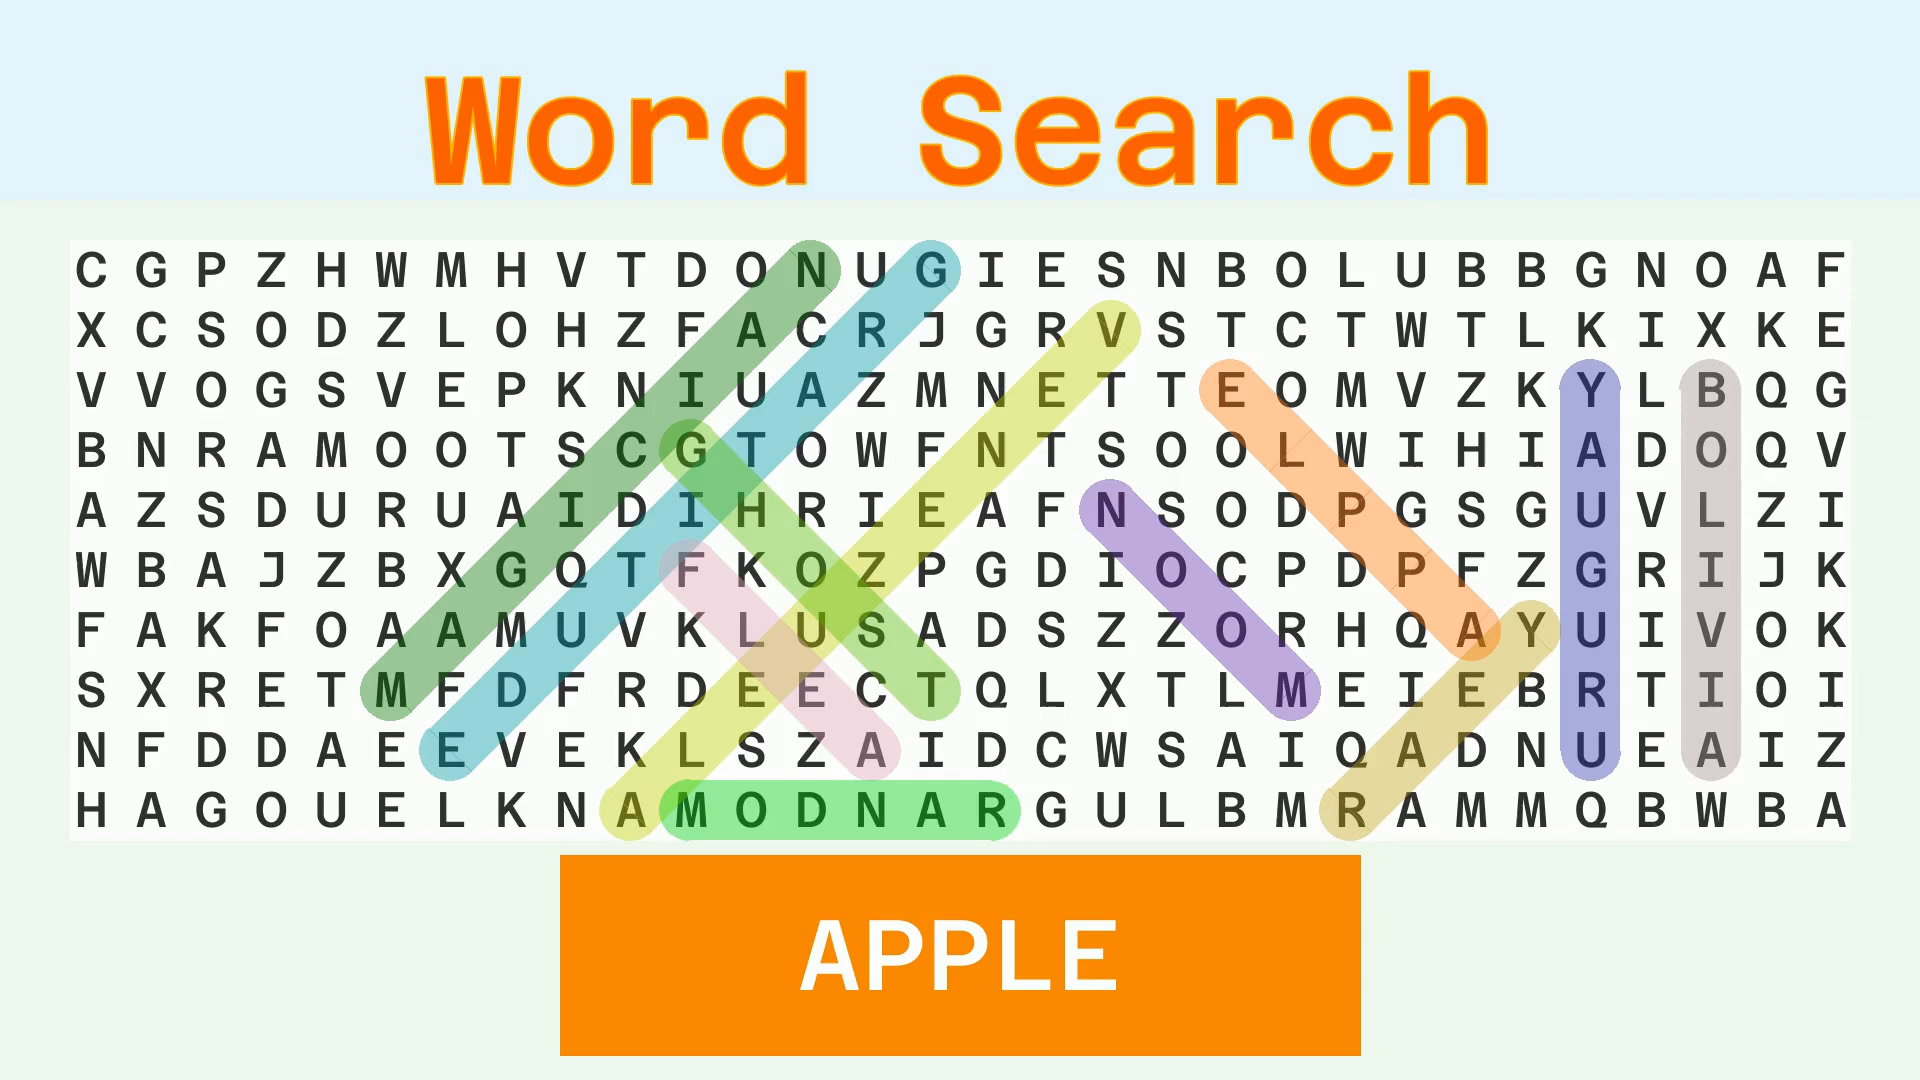 Word Search
C G P Z H W M H V T D O N U G I E S N B O L U B B G N O A F
X C S O D Z L O H Z F A C R J G R V S T C T W T L K I X K E
V V O G S V E P K N I U A Z M N E T T E O M V Z K Y L B Q G
B N R A M O O T S C G T O W F N T S O O L W I H I A D O Q V
A Z S D U R U A I D I H R I E A F N S O D P G S G U V L Z I
W B A J Z B X G Q T F K O Z P G D I O C P D P F Z G R I J K
F A K F O A A M U V K L U S A D S Z Z O R H Q A Y U I V O K
S X R E T M F D F R D E E C T Q L X T L M E I E B R T I O I
N F D D A E E V E K L S Z A I D C W S A I Q A D N U E A I Z
H A G O U E L K N A M O D N A R G U L B M R A M M Q B W B A
APPLE